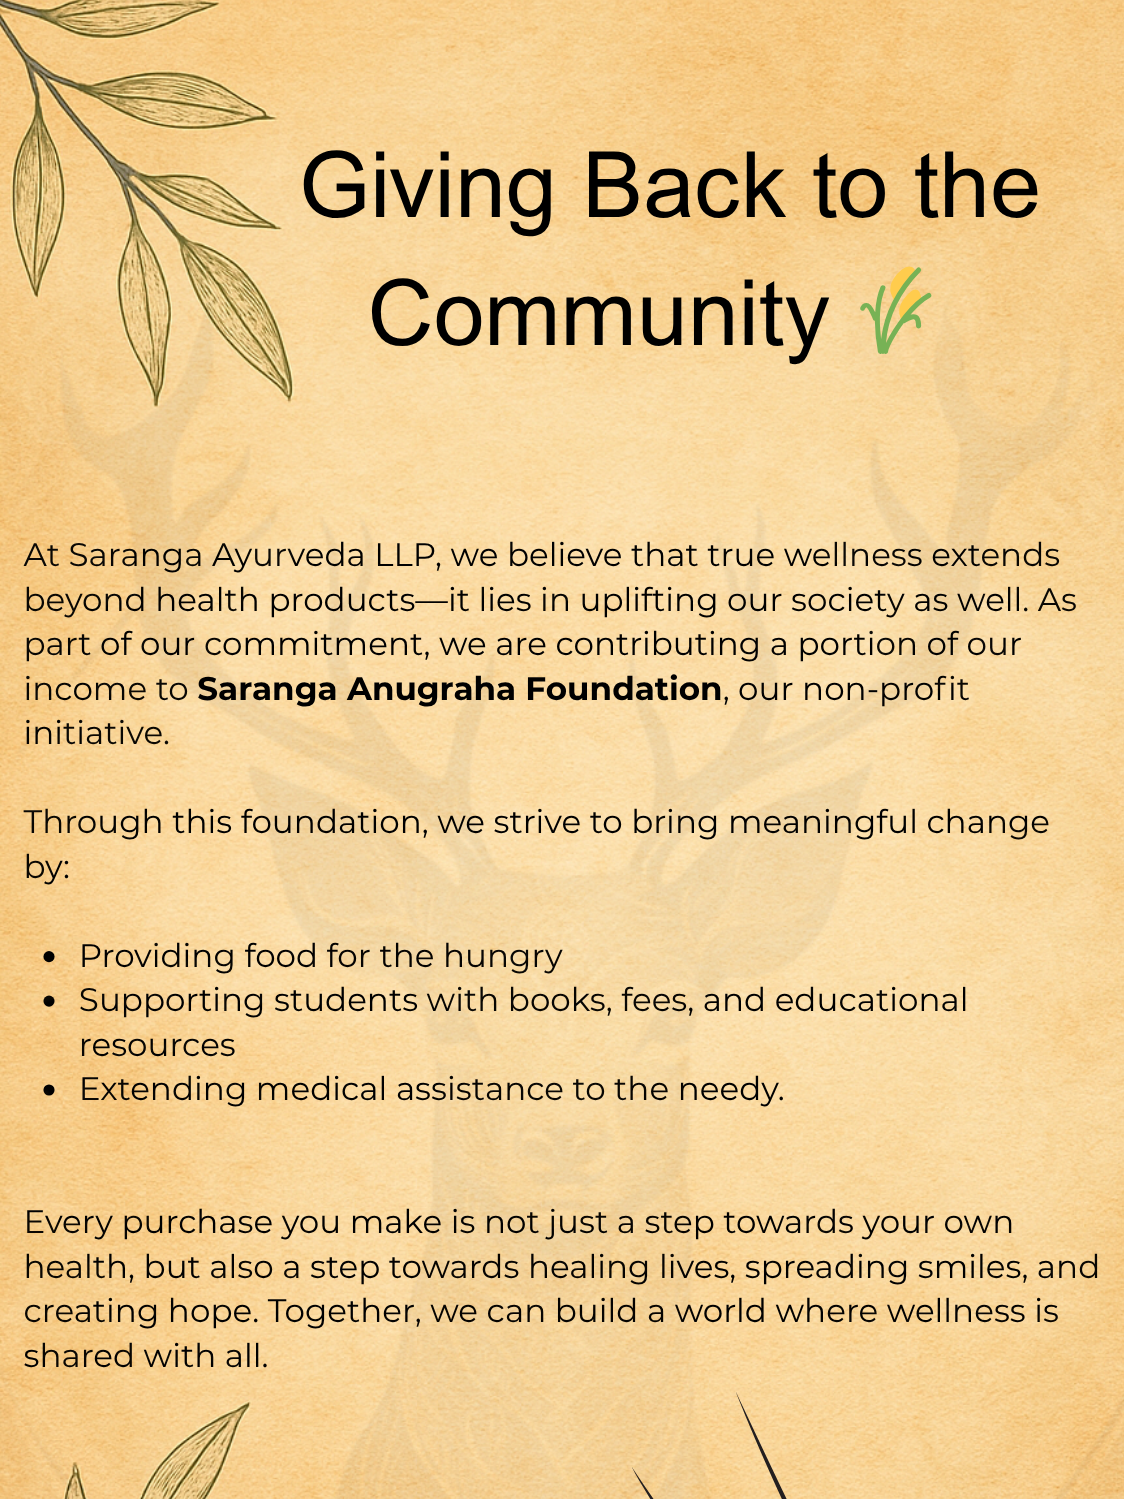 Giving Back to the
Community 🌾
At Saranga Ayurveda LLP, we believe that true wellness extends
beyond health products—it lies in uplifting our society as well. As
part of our commitment, we are contributing a portion of our
income to Saranga Anugraha Foundation, our non-profit
initiative.
Through this foundation, we strive to bring meaningful change
by:
• Providing food for the hungry
• Supporting students with books, fees, and educational
resources
• Extending medical assistance to the needy.
Every purchase you make is not just a step towards your own
health, but also a step towards healing lives, spreading smiles, and
creating hope. Together, we can build a world where wellness is
shared with all.